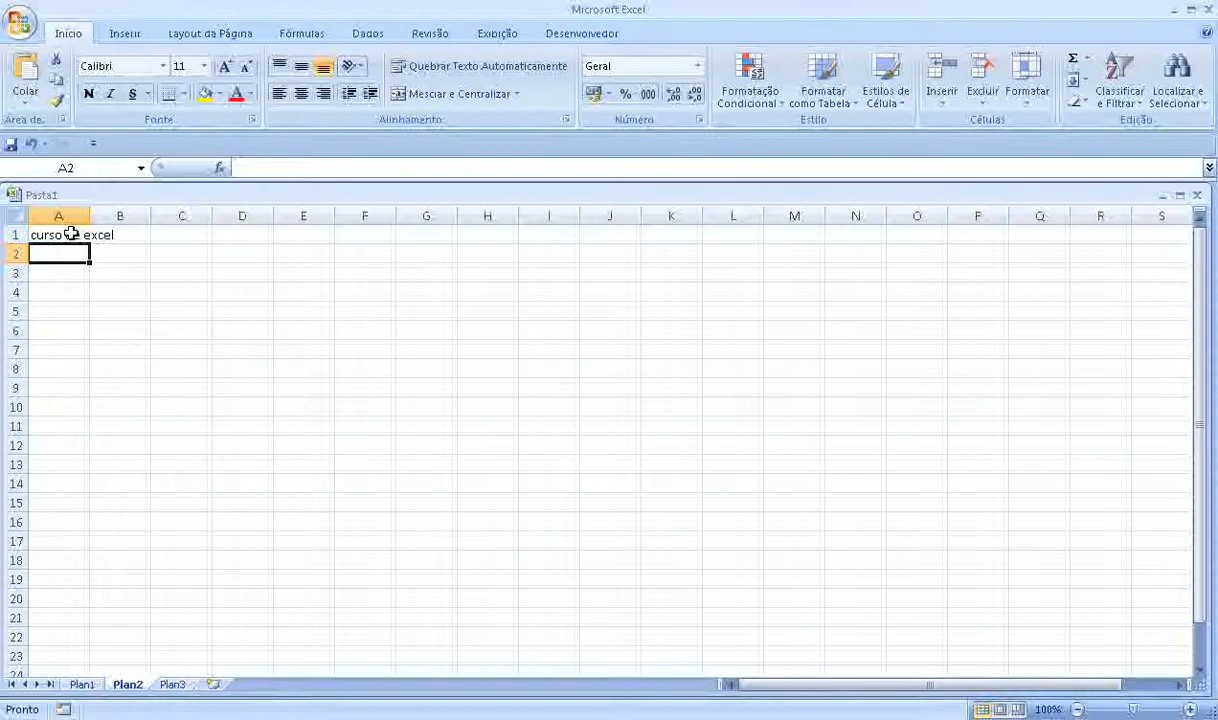 Microsoft Excel
Início Inserir Layout da Página Fórmulas Dados Revisão Exibição Desenvolvedor
Calibri 11 Quebrar Texto Automaticamente Geral
Colar N I S A Mesclar e Centralizar % 000 Formatação Condicional Formatar como Tabela Estilos de Célula Inserir Excluir Formatar Σ Classificar e Filtrar Localizar e Selecionar
Área de... Fonte Alinhamento Número Estilo Células Edição
A2 fx
Pasta1
A B C D E F G H I J K L M N O P Q R S
1 curso excel
2
3
4
5
6
7
8
9
10
11
12
13
14
15
16
17
18
19
20
21
22
23
24
Plan1 Plan2 Plan3
Pronto 100%